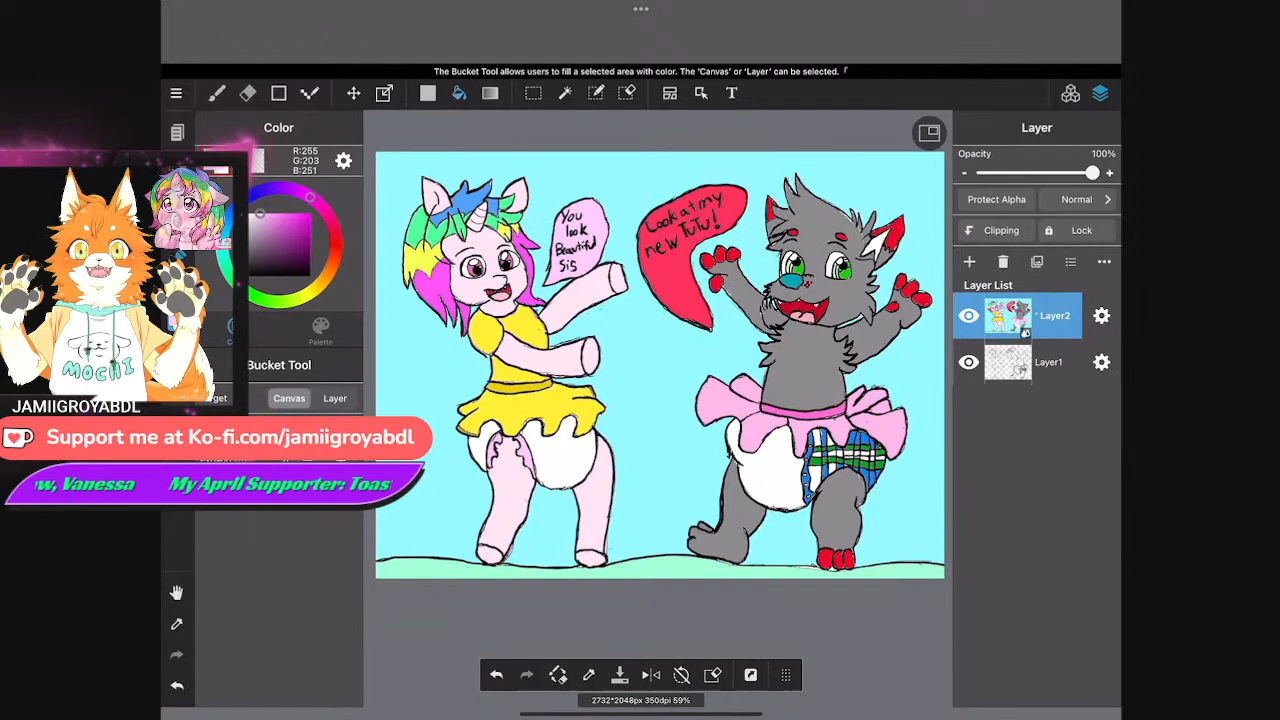 The 'Bucket Tool' allows users to fill a selected area with color. The 'Canvas' or 'Layer' can be selected.
T
Color
R:255
G:203
B:251
Palette
Bucket Tool
Canvas
Layer
MOCHI
JAMIIGROYABDL
Support me at Ko-fi.com/jamiigroyabdl
w, Vanessa
My April Supporter: Toas
You
look
Beautiful
Sis
Look at my
new TuTu!
Layer
Opacity
100%
Protect Alpha
Normal
Clipping
Lock
Layer List
Layer2
Layer1
2732*2048px 350dpi 59%